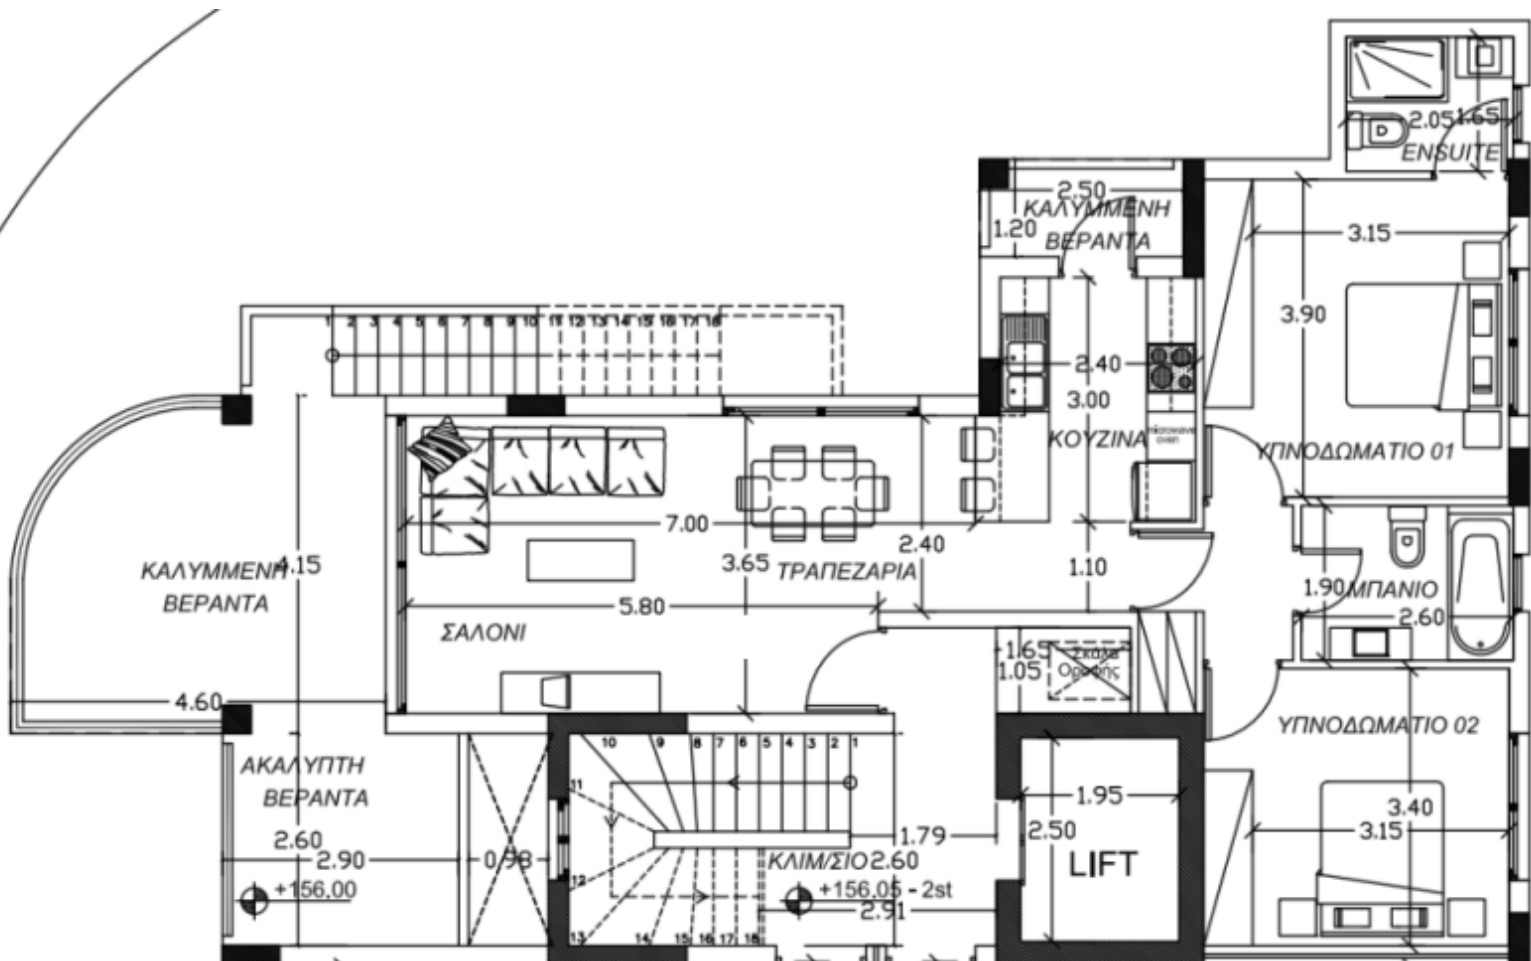 2.05
1.65
ENSUITE
2.50
ΚΑΛΥΜΜΕΝΗ
ΒΕΡΑΝΤΑ
1.20
3.15
3.90
1 2 3 4 5 6 7 8 9 10 11 12 13 14 15 16 17 18
2.40
3.00
ΚΟΥΖΙΝΑ
microwave
oven
ΥΠΝΟΔΩΜΑΤΙΟ 01
7.00
2.40
3.65
ΤΡΑΠΕΖΑΡΙΑ
1.10
4.15
ΚΑΛΥΜΜΕΝΗ
ΒΕΡΑΝΤΑ
5.80
ΣΑΛΟΝΙ
1.90
ΜΠΑΝΙΟ
2.60
+1.65
1.05
Σκάλα
Οροφής
4.60
ΥΠΝΟΔΩΜΑΤΙΟ 02
10 9 8 7 6 5 4 3 2 1
11
ΑΚΑΛΥΠΤΗ
ΒΕΡΑΝΤΑ
2.60
2.90
0.98
1.79
1.95
2.50
LIFT
3.40
3.15
ΚΛΙΜ/ΣΙΟ
2.60
12
+156.00
+156.05 - 2st
2.91
13 14 15 16 17 18